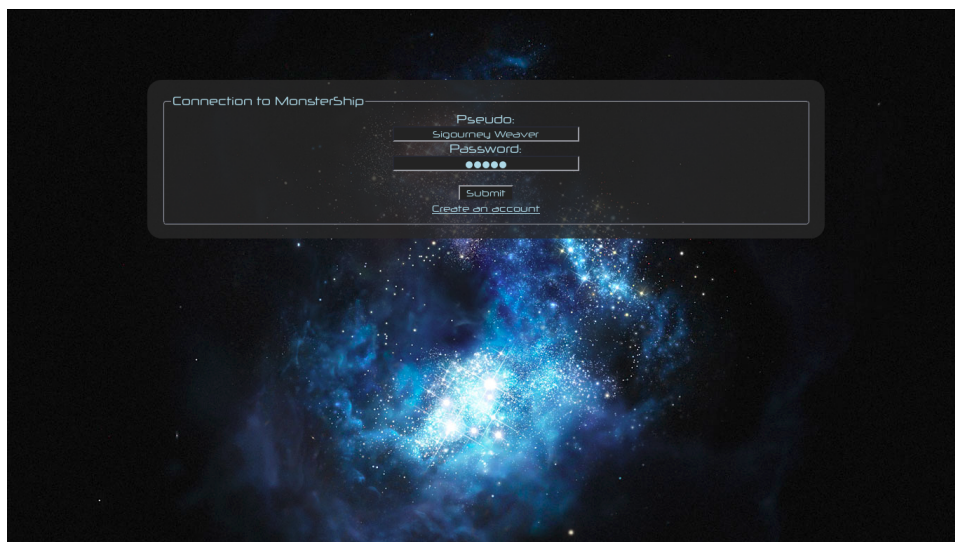 Connection to MonsterShip
Pseudo:
Sigourney Weaver
Password:
●●●●●
Submit
Create an account